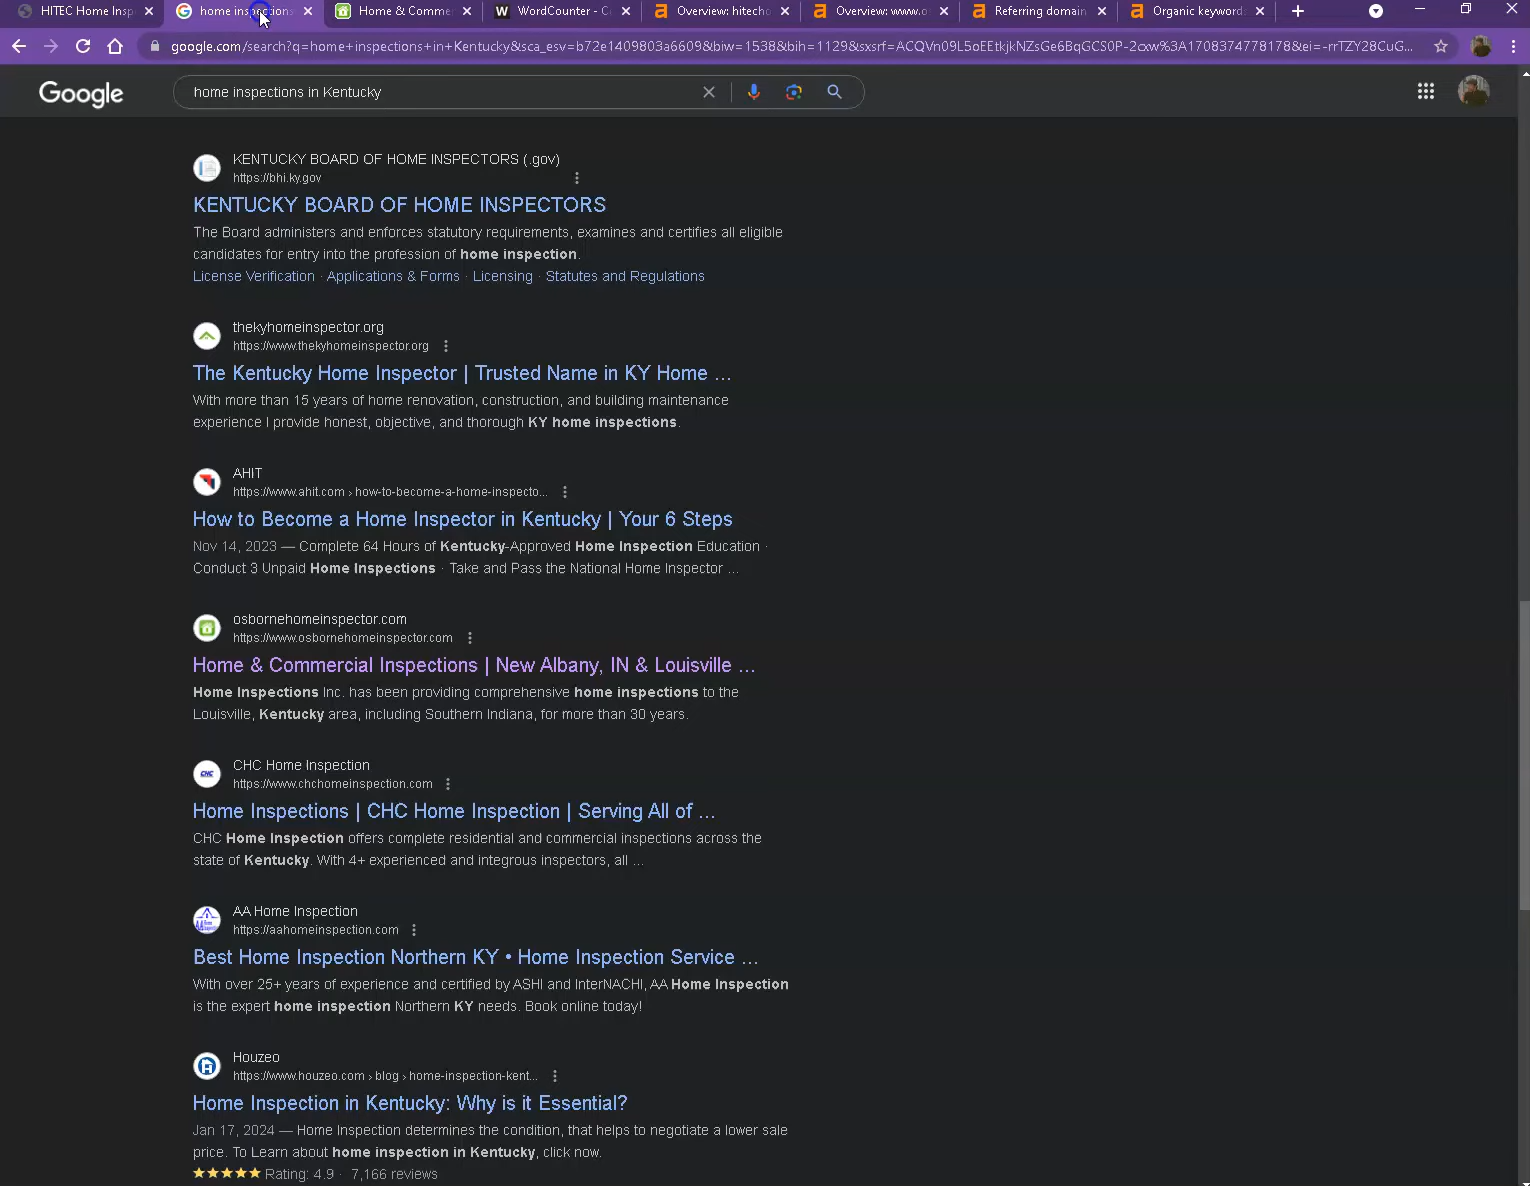 HITEC Home Insp
home inspections
Home & Comme
WordCounter - C
Overview: hitecho
Overview: www.o
Referring domain
Organic keyword
google.com/search?q=home+inspections+in+Kentucky&sca_esv=b72e1409803a6609&biw=1538&bih=1129&sxsrf=ACQVn09L5oEEtkjkNZsGe6BqGCS0P-2cxw%3A1708374778178&ei=-rrTZY28CuG...
Google
home inspections in Kentucky
KENTUCKY BOARD OF HOME INSPECTORS (.gov)
https://bhi.ky.gov
KENTUCKY BOARD OF HOME INSPECTORS
The Board administers and enforces statutory requirements, examines and certifies all eligible
candidates for entry into the profession of home inspection.
License Verification · Applications & Forms · Licensing · Statutes and Regulations
thekyhomeinspector.org
https://www.thekyhomeinspector.org
The Kentucky Home Inspector | Trusted Name in KY Home ...
With more than 15 years of home renovation, construction, and building maintenance
experience I provide honest, objective, and thorough KY home inspections.
AHIT
https://www.ahit.com › how-to-become-a-home-inspecto...
How to Become a Home Inspector in Kentucky | Your 6 Steps
Nov 14, 2023 — Complete 64 Hours of Kentucky-Approved Home Inspection Education ·
Conduct 3 Unpaid Home Inspections · Take and Pass the National Home Inspector ...
osbornehomeinspector.com
https://www.osbornehomeinspector.com
Home & Commercial Inspections | New Albany, IN & Louisville ...
Home Inspections Inc. has been providing comprehensive home inspections to the
Louisville, Kentucky area, including Southern Indiana, for more than 30 years.
CHC Home Inspection
CHC
https://www.chchomeinspection.com
Home Inspections | CHC Home Inspection | Serving All of ...
CHC Home Inspection offers complete residential and commercial inspections across the
state of Kentucky. With 4+ experienced and integrous inspectors, all ...
AA Home Inspection
https://aahomeinspection.com
Best Home Inspection Northern KY • Home Inspection Service ...
With over 25+ years of experience and certified by ASHI and InterNACHI, AA Home Inspection
is the expert home inspection Northern KY needs. Book online today!
Houzeo
https://www.houzeo.com › blog › home-inspection-kent...
Home Inspection in Kentucky: Why is it Essential?
Jan 17, 2024 — Home Inspection determines the condition, that helps to negotiate a lower sale
price. To Learn about home inspection in Kentucky, click now.
Rating: 4.9 · 7,166 reviews